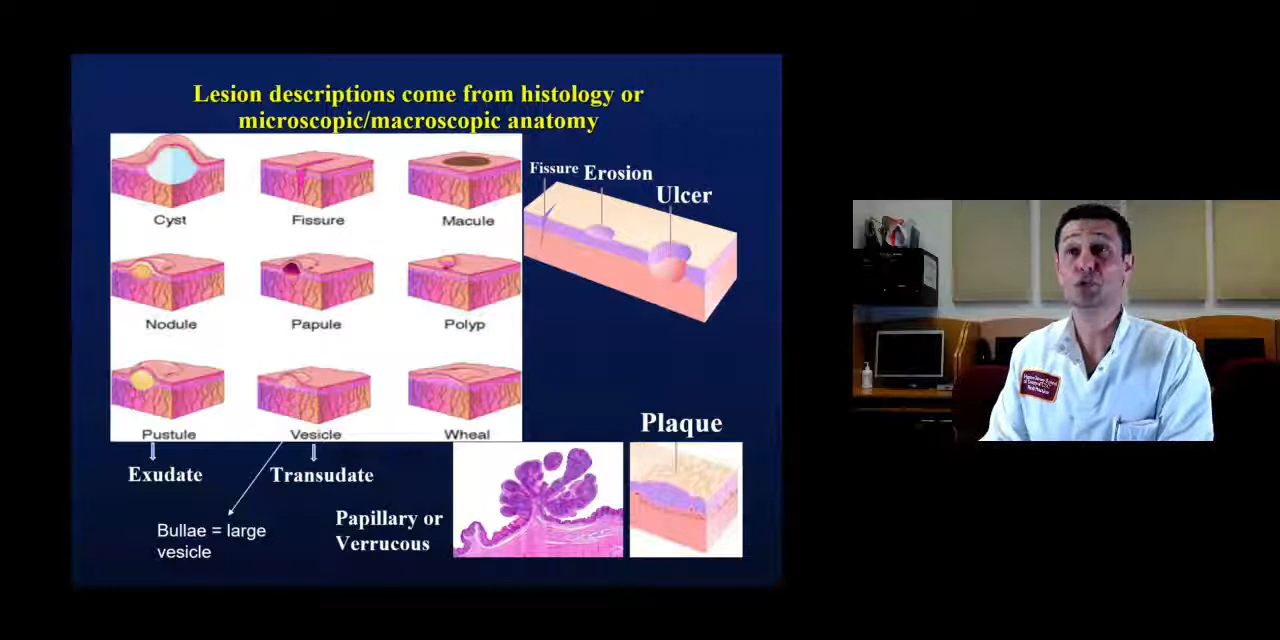 Lesion descriptions come from histology or
microscopic/macroscopic anatomy
Cyst
Fissure
Macule
Nodule
Papule
Polyp
Pustule
Vesicle
Wheal
Fissure
Erosion
Ulcer
Exudate
Transudate
Bullae = large
vesicle
Papillary or
Verrucous
Plaque